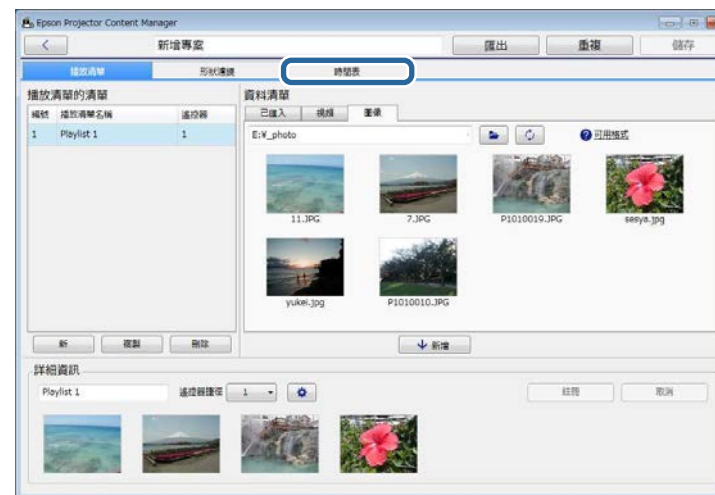 Epson Projector Content Manager
新增專案 匯出 重複 儲存
播放清單 形狀濾鏡 時間表
播放清單的清單 資料清單
編號 播放清單名稱 遙控器 已匯入 視頻 圖像
1 Playlist 1 1 E:¥_photo 可用格式
11.JPG 7.JPG P1010019.JPG sesya.jpg
yukei.jpg P1010010.JPG
新 複製 刪除 新增
詳細資訊
Playlist 1 遙控器捷徑 1 註冊 取消